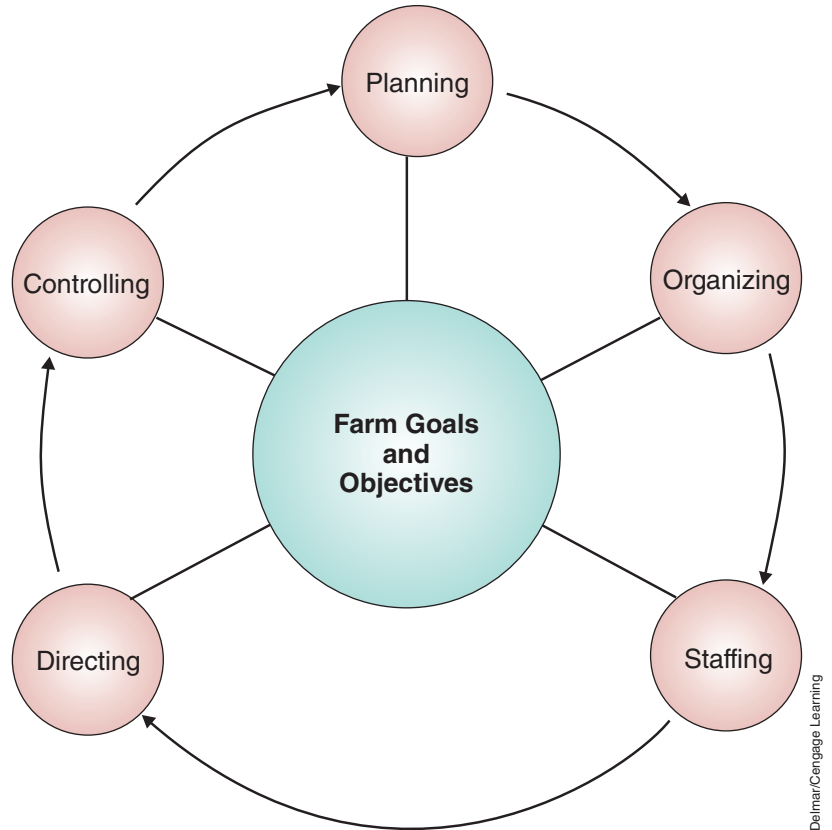 Planning
Organizing
Staffing
Directing
Controlling
Farm Goals
and
Objectives
Delmar/Cengage Learning